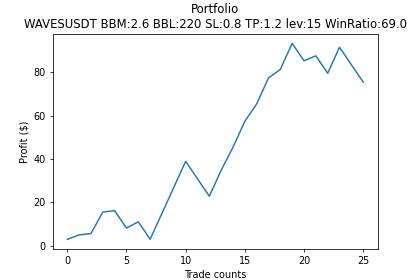 Portfolio
WAVESUSDT BBM:2.6 BBL:220 SL:0.8 TP:1.2 lev:15 WinRatio:69.0
80
60
40
20
0
Profit ($)
0 5 10 15 20 25
Trade counts